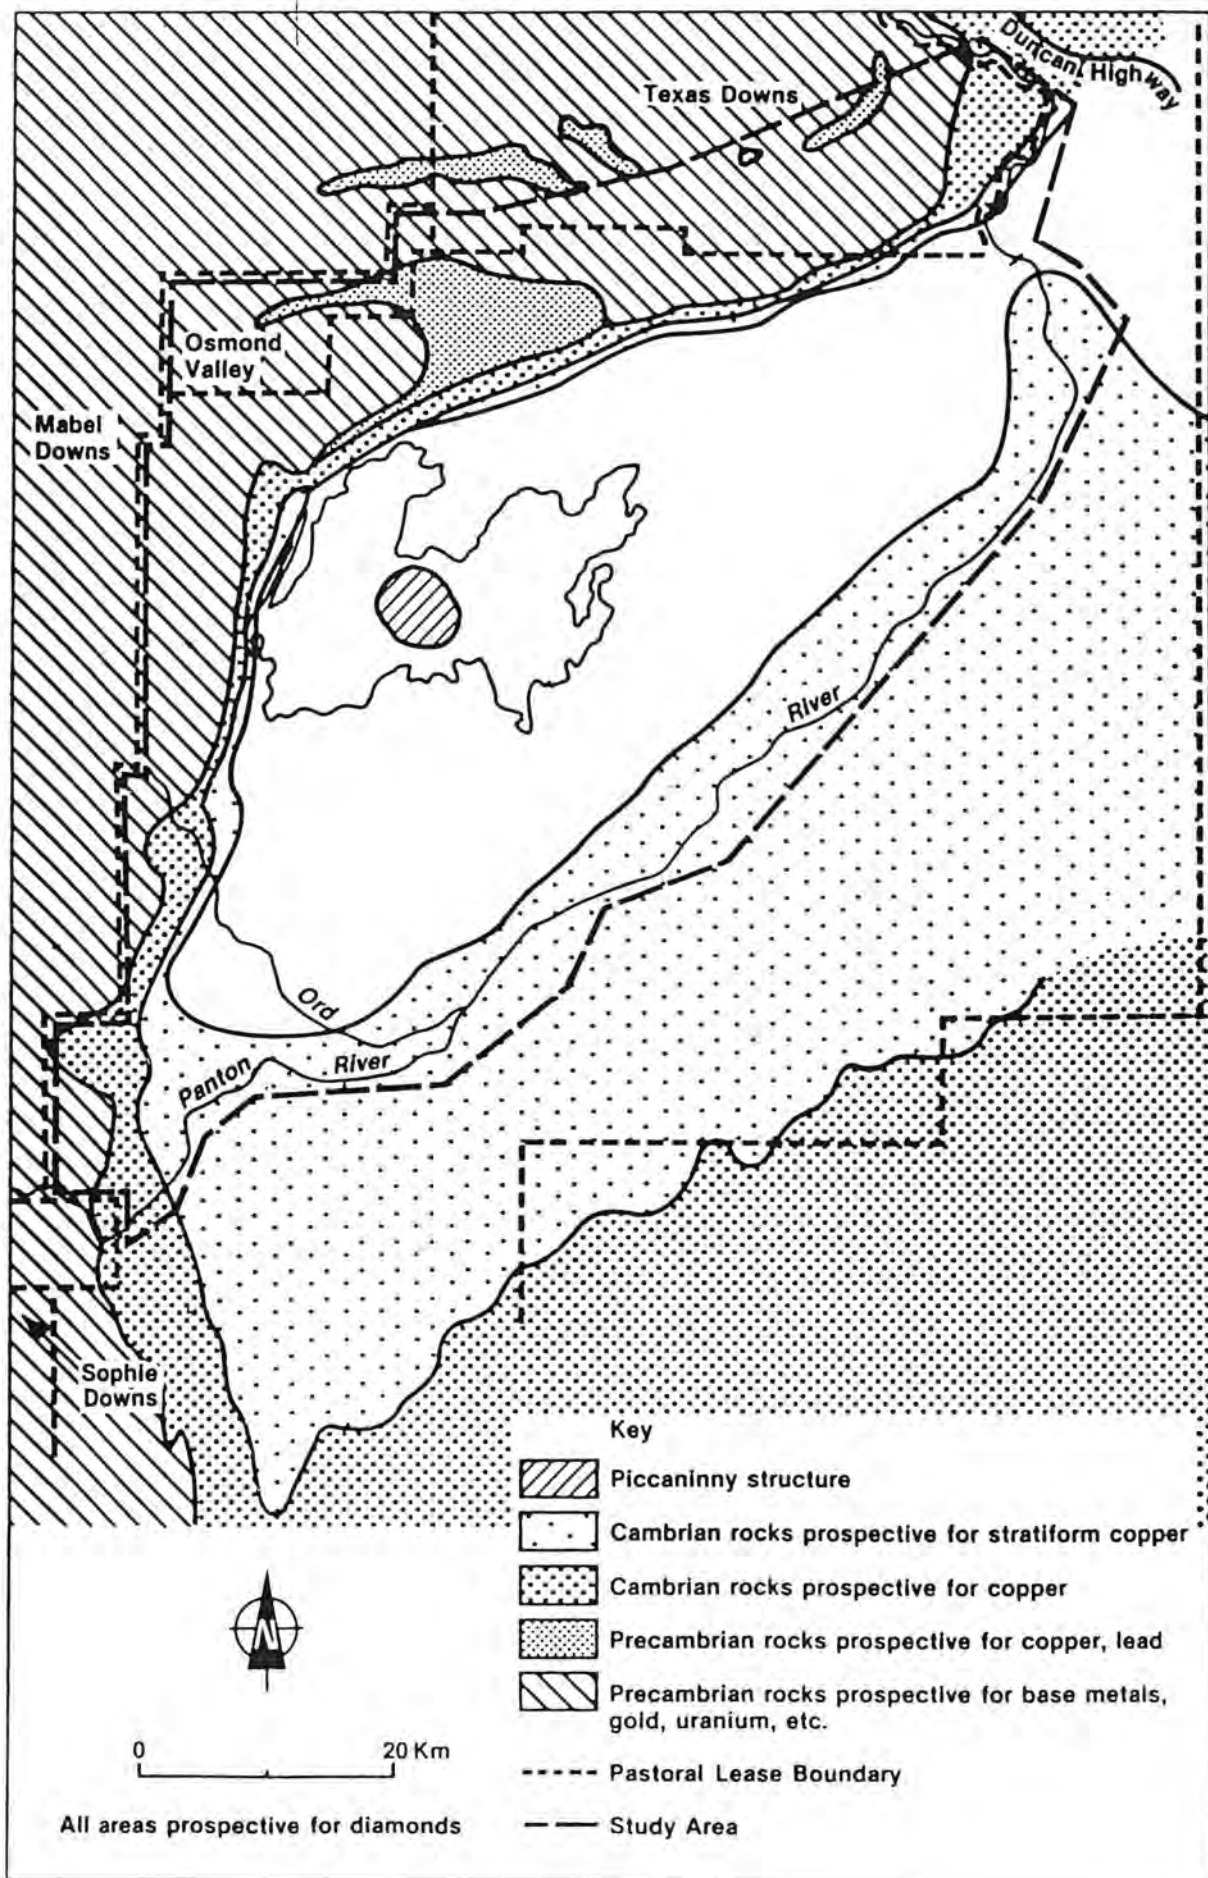 Duncan Highway
Texas Downs
Osmond
Valley
Mabel
Downs
River
Ord
Panton
River
Sophie
Downs
Key
Piccaninny structure
Cambrian rocks prospective for stratiform copper
Cambrian rocks prospective for copper
Precambrian rocks prospective for copper, lead
Precambrian rocks prospective for base metals,
gold, uranium, etc.
N
0 20 Km
Pastoral Lease Boundary
All areas prospective for diamonds
Study Area